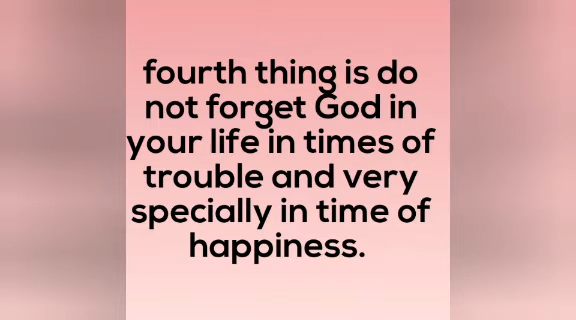 fourth thing is do
not forget God in
your life in times of
trouble and very
specially in time of
happiness.